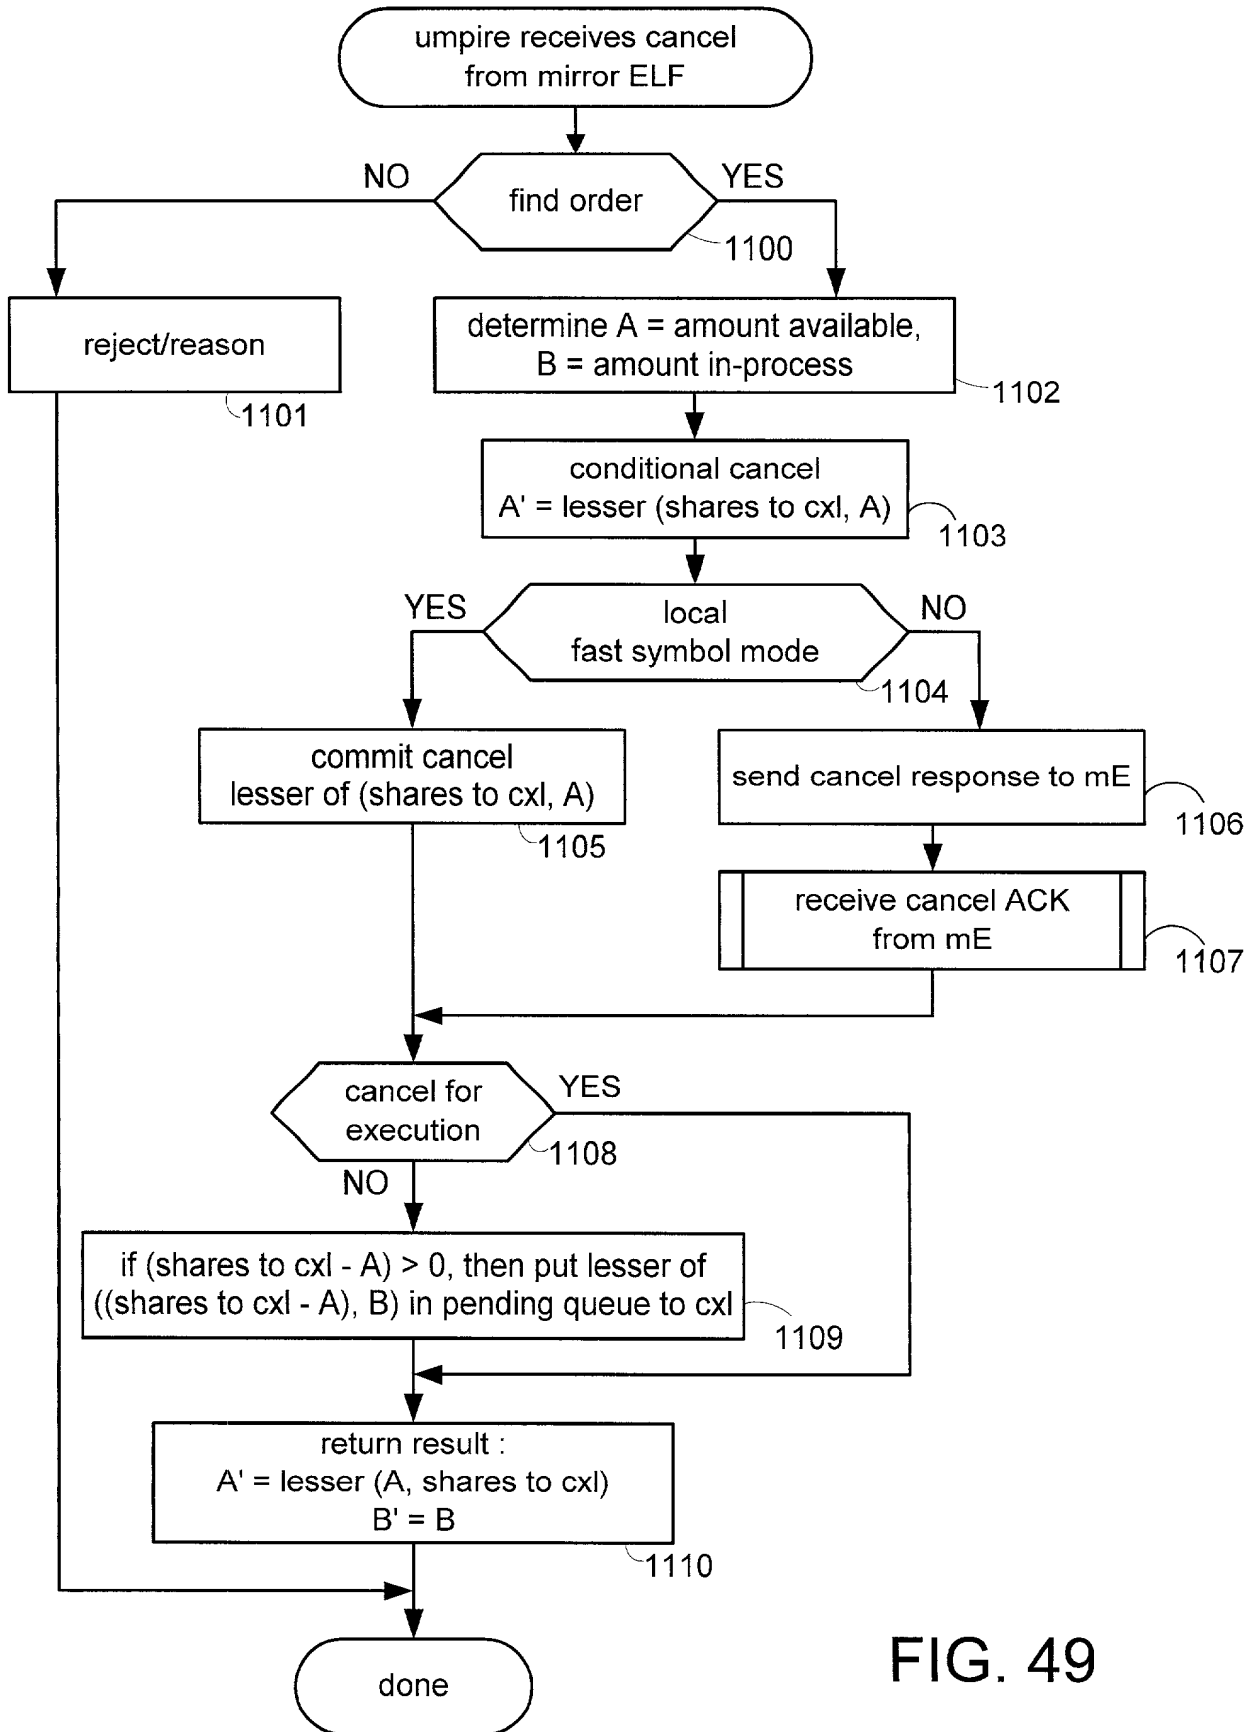 umpire receives cancel
from mirror ELF
NO
YES
find order
1100
reject/reason
1101
determine A = amount available,
B = amount in-process
1102
conditional cancel
A' = lesser (shares to cxl, A)
1103
YES
NO
local
fast symbol mode
1104
commit cancel
lesser of (shares to cxl, A)
1105
send cancel response to mE
1106
receive cancel ACK
from mE
1107
cancel for
execution
YES
1108
NO
if (shares to cxl - A) > 0, then put lesser of
((shares to cxl - A), B) in pending queue to cxl
1109
return result :
A' = lesser (A, shares to cxl)
B' = B
1110
done
FIG. 49